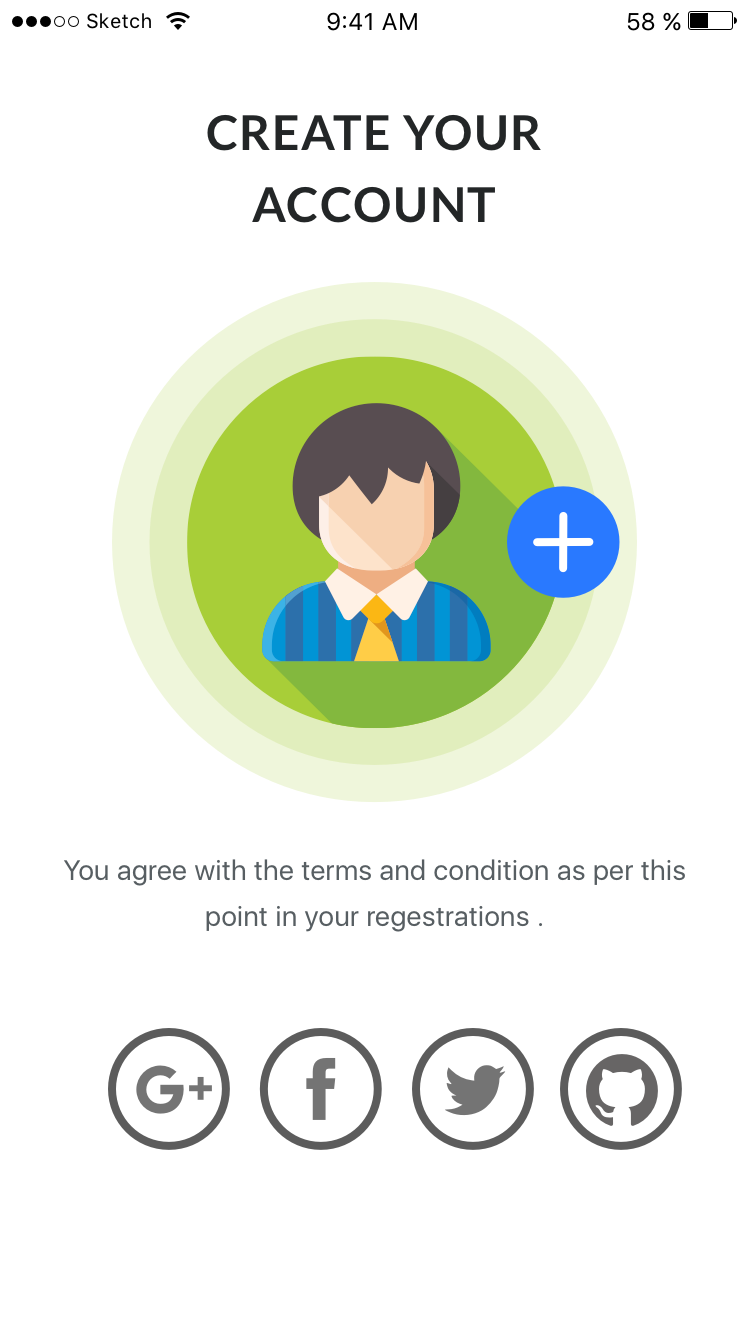 Sketch 9:41 AM 58 %
CREATE YOUR
ACCOUNT
You agree with the terms and condition as per this
point in your regestrations .
G+